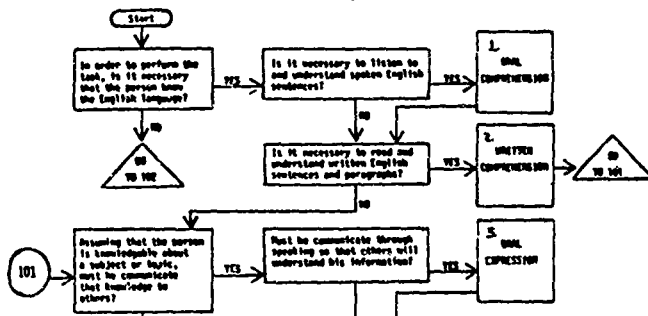 Start
In order to perform the
task, is it necessary
that the person know
the English language?
YES
Is it necessary to listen to
and understand spoken English
sentences?
YES
1.
ORAL
COMPREHENSION
NO
NO
GO
TO 102
Is it necessary to read and
understand written English
sentences and paragraphs?
YES
2.
WRITTEN
COMPREHENSION
GO
TO 101
NO
101
Assuming that the person
is knowledgable about
a subject or topic,
must he communicate
that knowledge to
others?
YES
Must he communicate through
speaking so that others will
understand his information?
YES
3.
ORAL
EXPRESSION